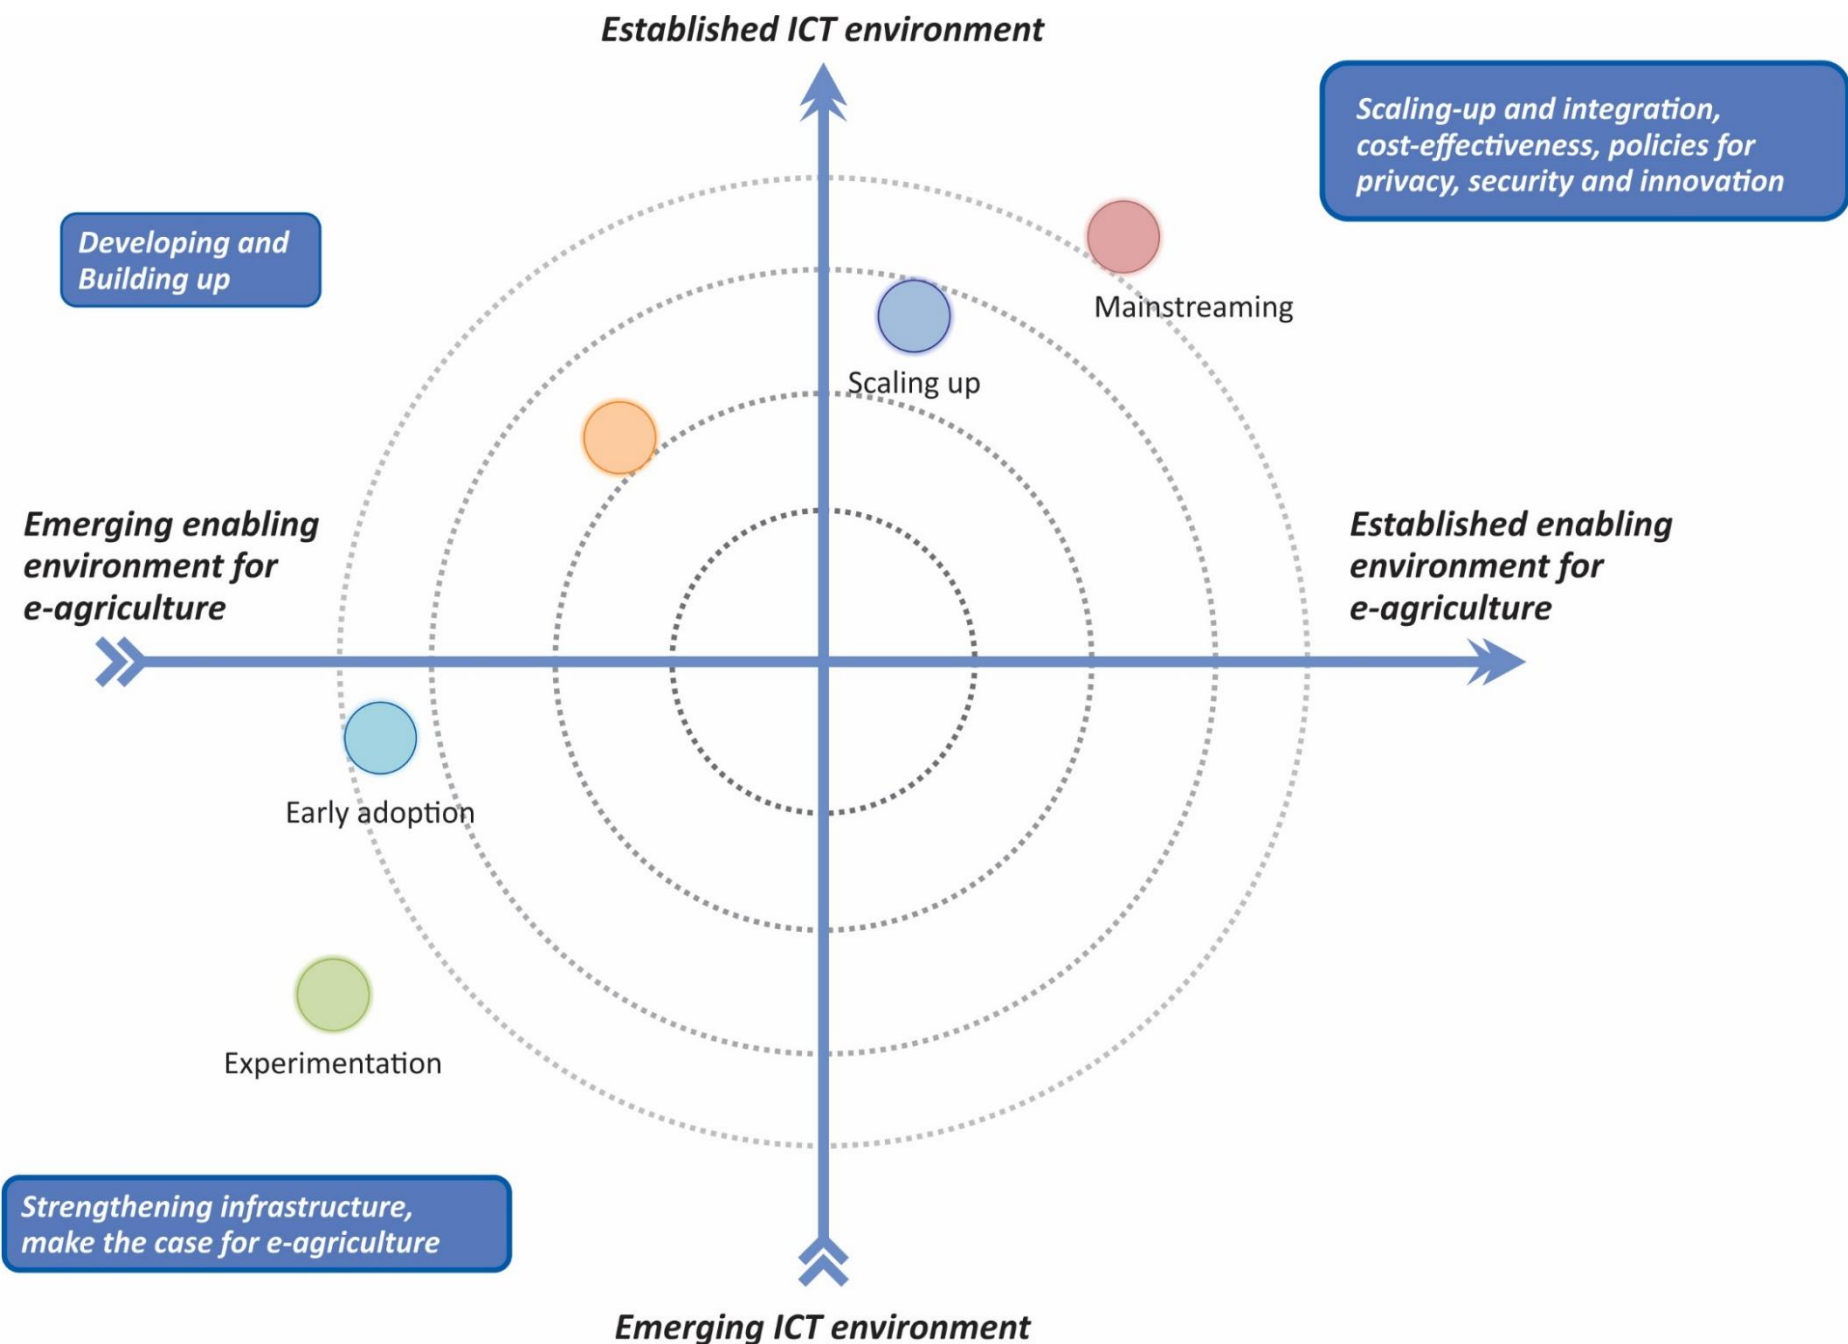 Established ICT environment
Scaling-up and integration,
cost-effectiveness, policies for
privacy, security and innovation
Developing and
Building up
Mainstreaming
Scaling up
Emerging enabling
environment for
e-agriculture
Established enabling
environment for
e-agriculture
Early adoption
Experimentation
Strengthening infrastructure,
make the case for e-agriculture
Emerging ICT environment